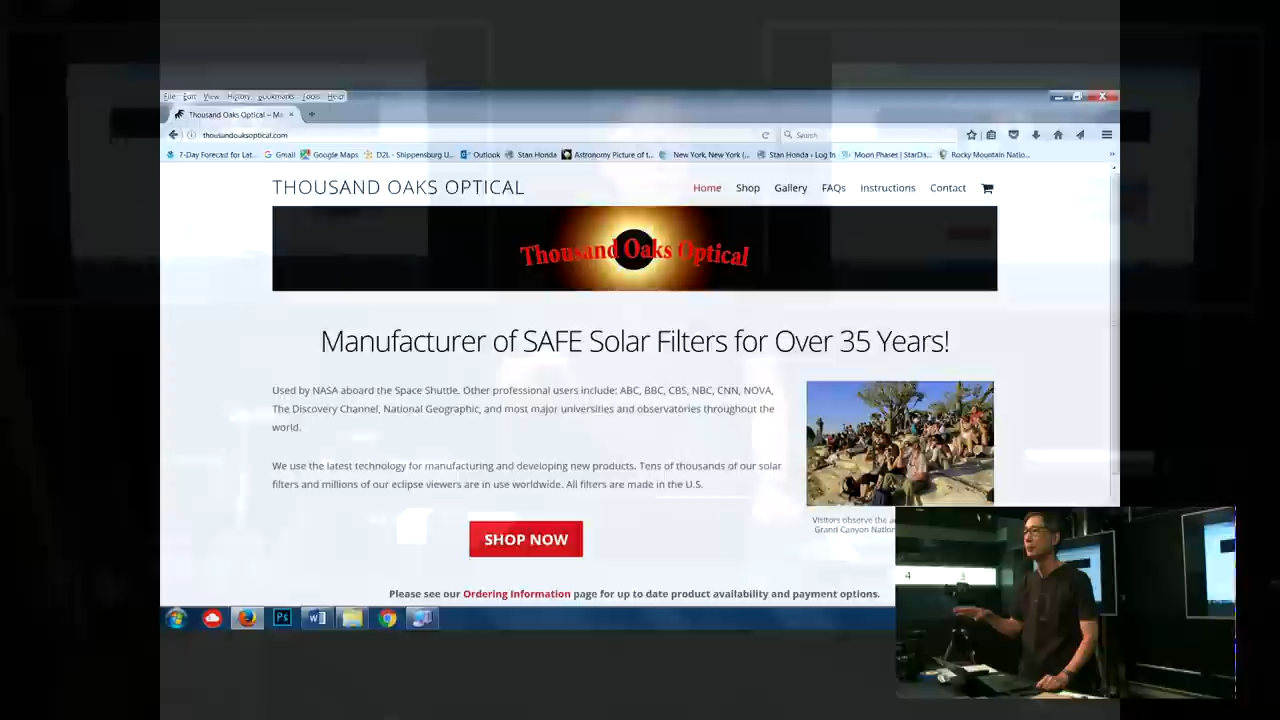 File Edit View History Bookmarks Tools Help
Thousand Oaks Optical – Ma
thousandoaksoptical.com
Search
7-Day Forecast for Lat... Gmail Google Maps D2L - Shippensburg U... Outlook Stan Honda Astronomy Picture of t... New York, New York (... Stan Honda › Log In Moon Phases | StarDa... Rocky Mountain Natio...
THOUSAND OAKS OPTICAL
Home Shop Gallery FAQs Instructions Contact
Thousand Oaks Optical
Manufacturer of SAFE Solar Filters for Over 35 Years!
Used by NASA aboard the Space Shuttle. Other professional users include: ABC, BBC, CBS, NBC, CNN, NOVA,
The Discovery Channel, National Geographic, and most major universities and observatories throughout the
world.
We use the latest technology for manufacturing and developing new products. Tens of thousands of our solar
filters and millions of our eclipse viewers are in use worldwide. All filters are made in the U.S.
Visitors observe the
Grand Canyon Nation
SHOP NOW
Please see our Ordering Information page for up to date product availability and payment options.
Ps
W
4 3